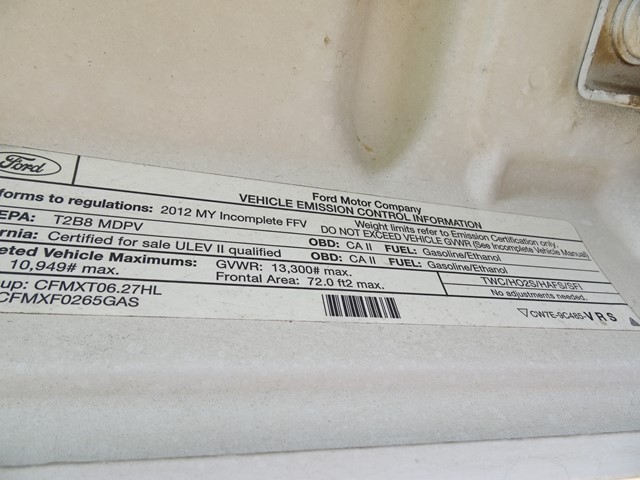 Ford
Ford Motor Company
VEHICLE EMISSION CONTROL INFORMATION
forms to regulations: 2012 MY Incomplete FFV
Weight limits refer to Emission Certification only.
DO NOT EXCEED VEHICLE GVWR (See Incomplete Vehicle Manual)
EPA: T2B8 MDPV
OBD: CA II FUEL: Gasoline/Ethanol
rnia: Certified for sale ULEV II qualified
OBD: CA II FUEL: Gasoline/Ethanol
eted Vehicle Maximums:
GVWR: 13,300# max.
TWC/HO2S/HAFS/SFI
10,949# max.
Frontal Area: 72.0 ft2 max.
No adjustments needed.
up: CFMXT06.27HL
CFMXF0265GAS
CW7E-9C485-VRS